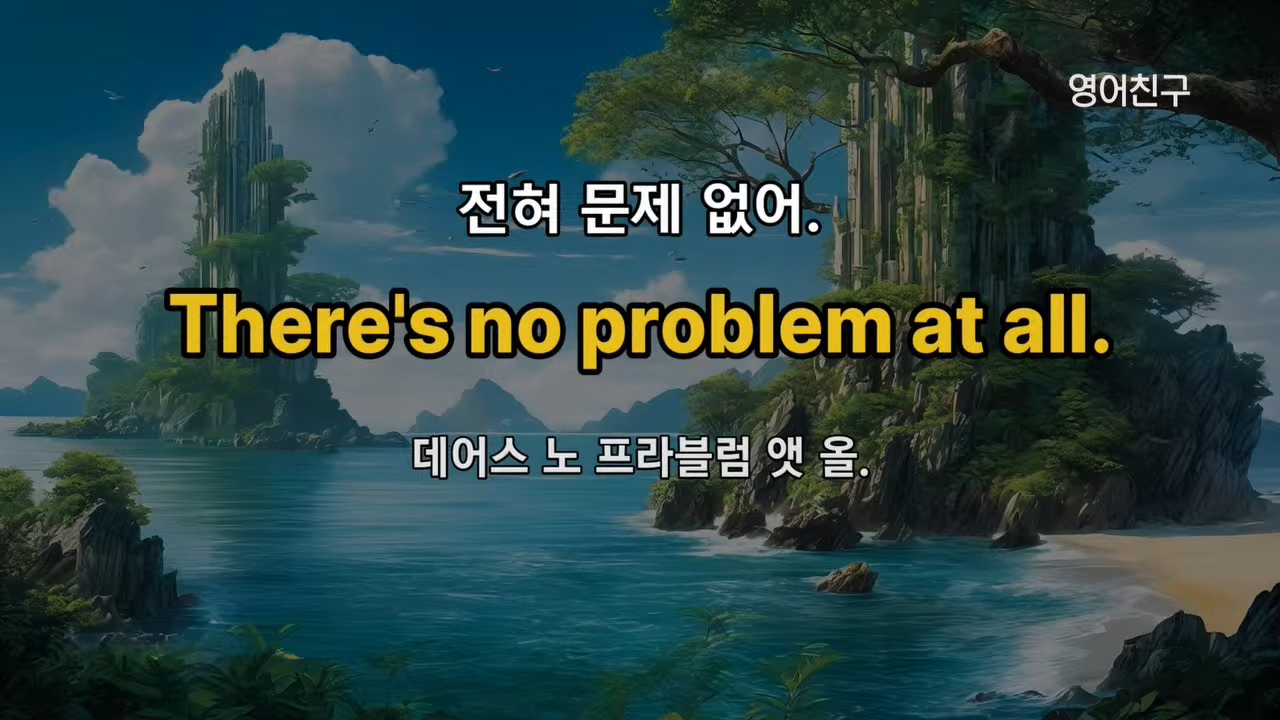 영어친구
전혀 문제 없어.
There's no problem at all.
데어스 노 프라블럼 앳 올.